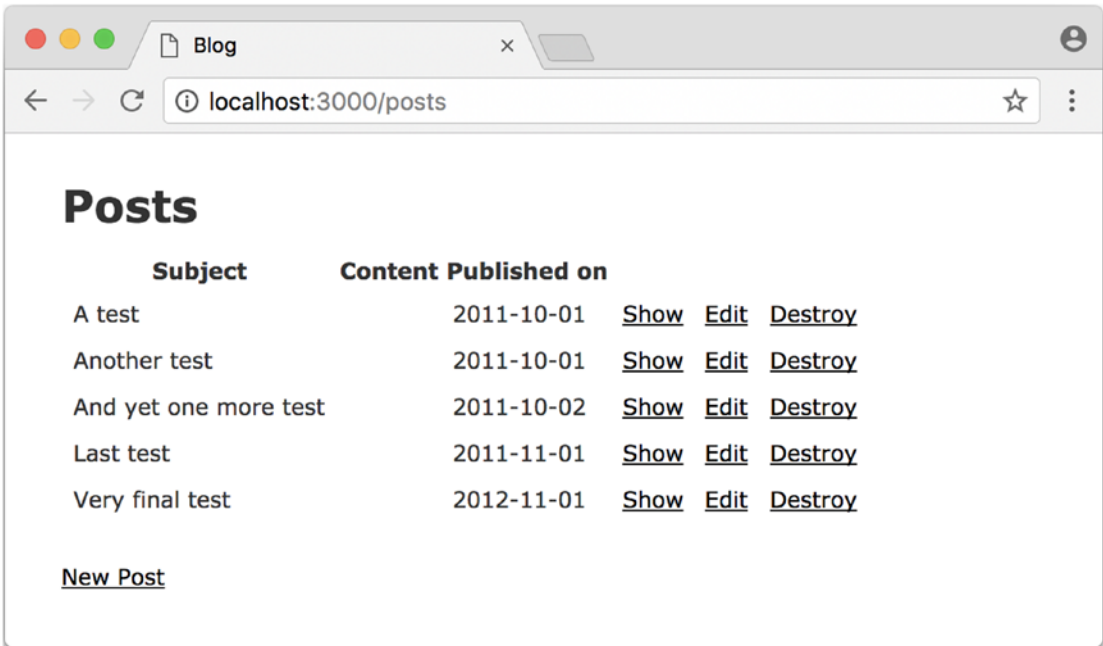 Blog
localhost:3000/posts
Posts
Subject Content Published on
A test 2011-10-01 Show Edit Destroy
Another test 2011-10-01 Show Edit Destroy
And yet one more test 2011-10-02 Show Edit Destroy
Last test 2011-11-01 Show Edit Destroy
Very final test 2012-11-01 Show Edit Destroy
New Post